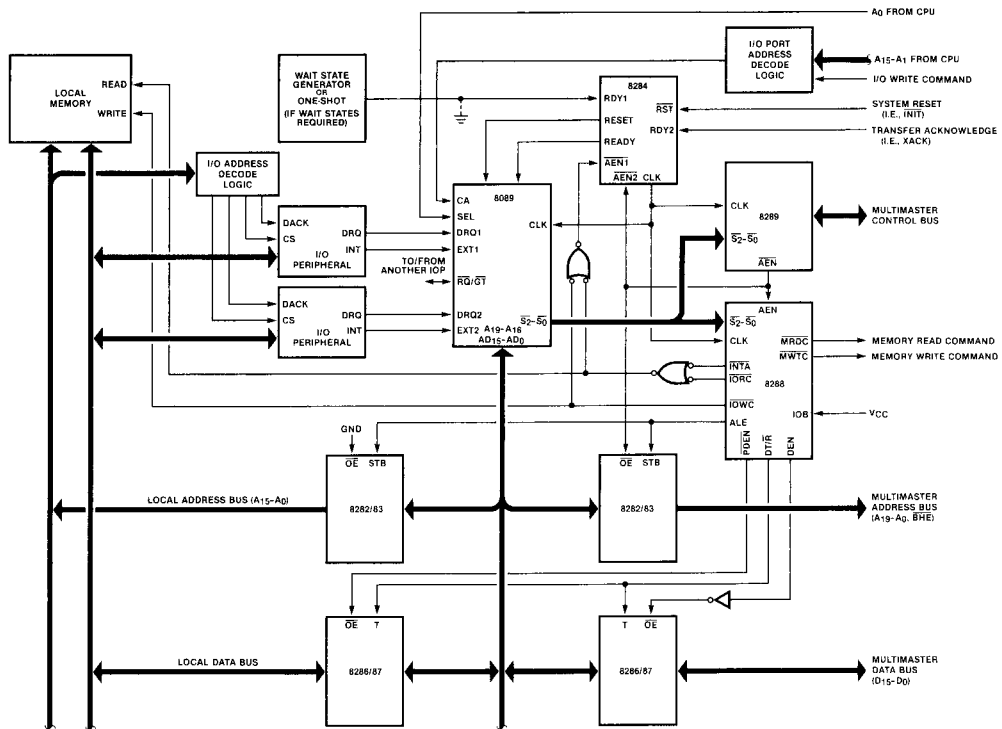 A0 FROM CPU
I/O PORT
ADDRESS
DECODE
LOGIC
A15-A1 FROM CPU
I/O WRITE COMMAND
LOCAL
MEMORY
READ
WRITE
WAIT STATE
GENERATOR
OR
ONE-SHOT
(IF WAIT STATES
REQUIRED)
8284
RDY1
RST
RESET
RDY2
READY
AEN1
AEN2 CLK
SYSTEM RESET
(I.E., INIT)
TRANSFER ACKNOWLEDGE
(I.E., XACK)
I/O ADDRESS
DECODE
LOGIC
8089
CA
SEL
CLK
DRQ1
EXT1
RQ/GT
DRQ2
S2-S0
EXT2 A19-A16
AD15-AD0
CLK
8289
S2-S0
AEN
MULTIMASTER
CONTROL BUS
DACK
CS
DRQ
INT
I/O
PERIPHERAL
TO/FROM
ANOTHER IOP
DACK
CS
DRQ
INT
I/O
PERIPHERAL
AEN
S2-S0
CLK
MRDC
MWTC
INTA
IORC
8288
IOWC
IOB
ALE
PDEN
DT/R
DEN
MEMORY READ COMMAND
MEMORY WRITE COMMAND
VCC
GND
OE STB
8282/83
OE STB
8282/83
LOCAL ADDRESS BUS (A15-A0)
MULTIMASTER
ADDRESS BUS
(A19-A0, BHE)
OE T
8286/87
T OE
8286/87
LOCAL DATA BUS
MULTIMASTER
DATA BUS
(D15-D0)